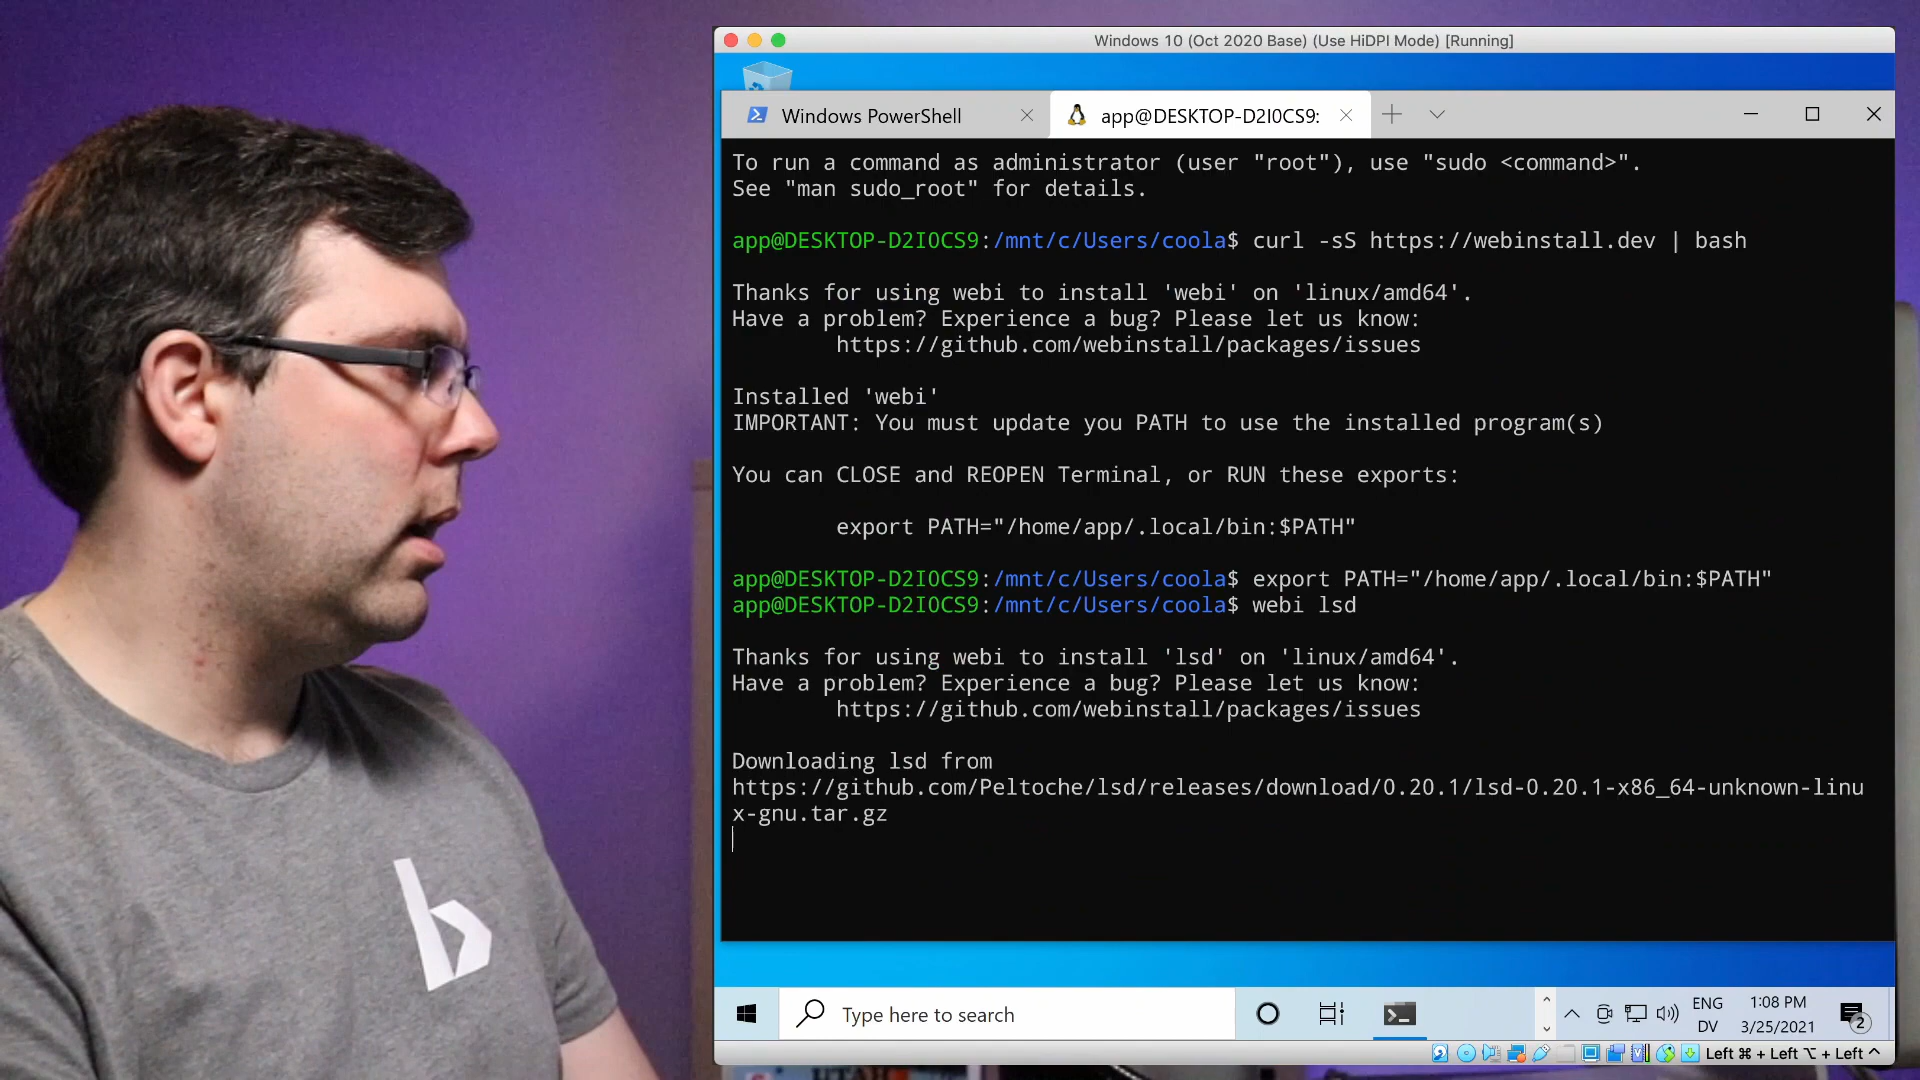 Windows 10 (Oct 2020 Base) (Use HiDPI Mode) [Running]
Windows PowerShell
app@DESKTOP-D2I0CS9:
To run a command as administrator (user "root"), use "sudo <command>".
See "man sudo_root" for details.
app@DESKTOP-D2I0CS9:/mnt/c/Users/coola$ curl -sS https://webinstall.dev | bash
Thanks for using webi to install 'webi' on 'linux/amd64'.
Have a problem? Experience a bug? Please let us know:
https://github.com/webinstall/packages/issues
Installed 'webi'
IMPORTANT: You must update you PATH to use the installed program(s)
You can CLOSE and REOPEN Terminal, or RUN these exports:
export PATH="/home/app/.local/bin:$PATH"
app@DESKTOP-D2I0CS9:/mnt/c/Users/coola$ export PATH="/home/app/.local/bin:$PATH"
app@DESKTOP-D2I0CS9:/mnt/c/Users/coola$ webi lsd
Thanks for using webi to install 'lsd' on 'linux/amd64'.
Have a problem? Experience a bug? Please let us know:
https://github.com/webinstall/packages/issues
Downloading lsd from
https://github.com/Peltoche/lsd/releases/download/0.20.1/lsd-0.20.1-x86_64-unknown-linu
x-gnu.tar.gz
b
Type here to search
ENG
DV
1:08 PM
3/25/2021
2
Left ⌘ + Left ⌥ + Left ^